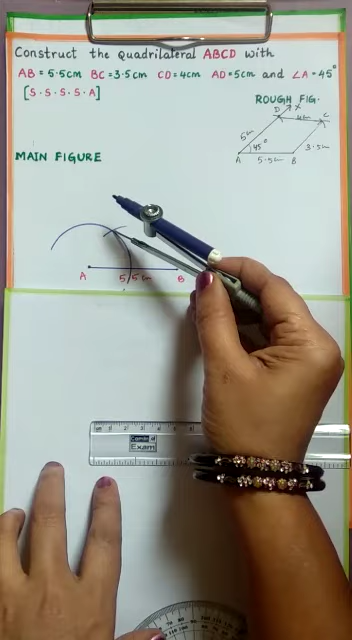 Construct the Quadrilateral ABCD with
AB = 5.5cm BC = 3.5cm CD = 4cm AD = 5cm and ∠A = 45°
[S.S.S.S.A]
ROUGH FIG.
D X 4cm C
5cm 45° 3.5cm
A 5.5cm B
MAIN FIGURE
A 5.5cm B
Camlin
Exam